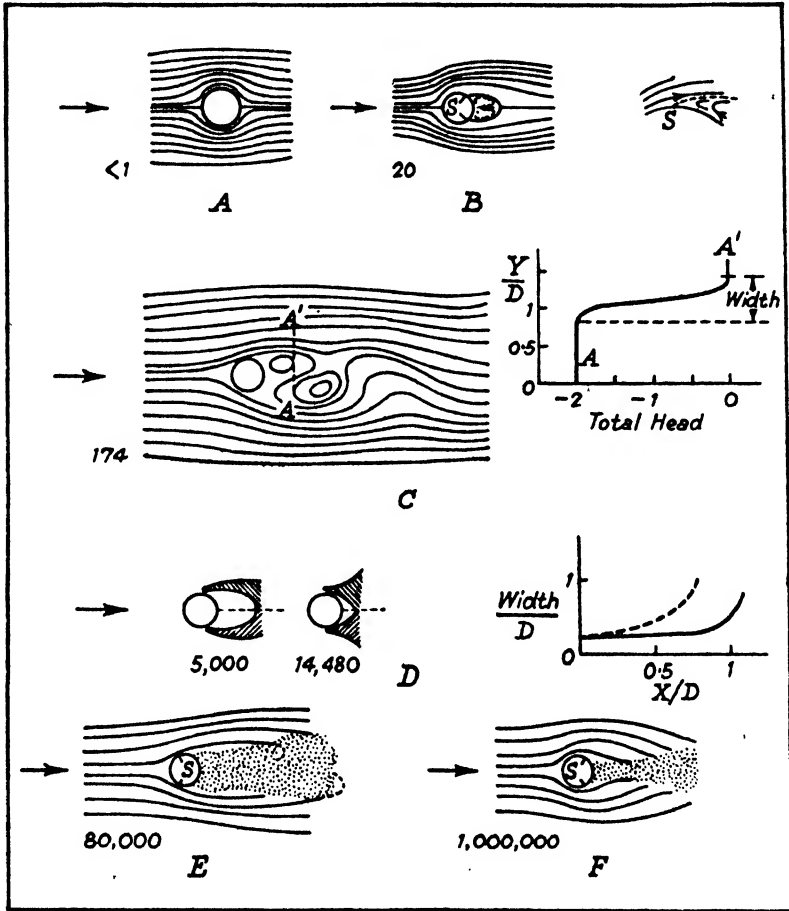 S
S
<1
20
A
B
A'
Y/D
1
Width
0.5
A
0
-2
-1
0
Total Head
A'
A
174
C
5,000
14,480
D
Width/D
1
0
0.5
1
X/D
S
S
80,000
1,000,000
E
F